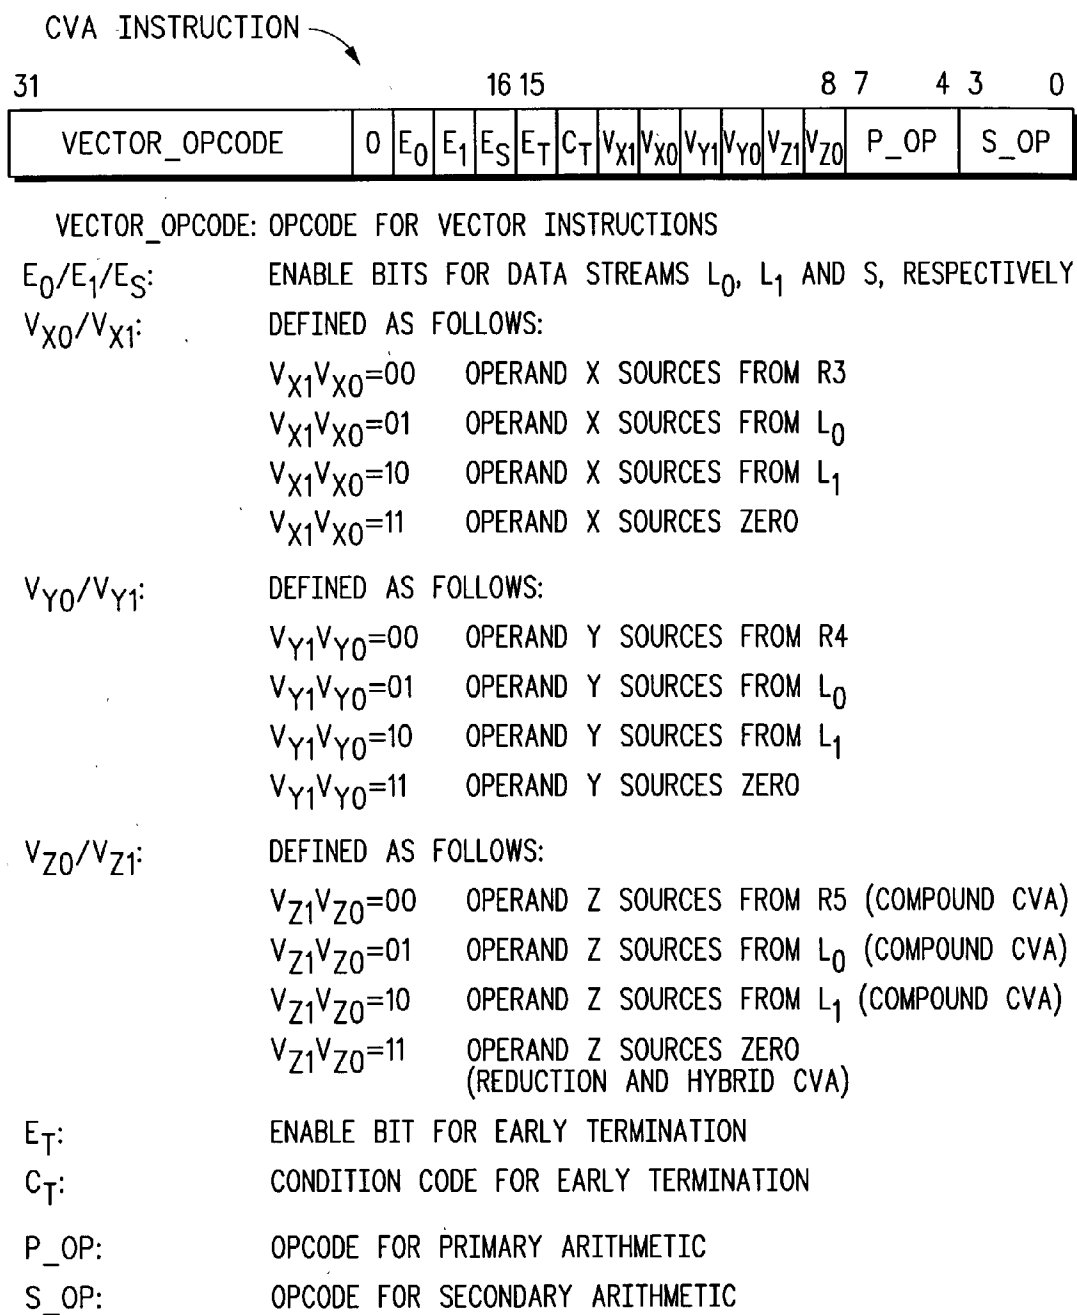 CVA INSTRUCTION
31 16 15 8 7 4 3 0
VECTOR_OPCODE 0 E0 E1 ES ET CT VX1 VX0 VY1 VY0 VZ1 VZ0 P_OP S_OP
VECTOR_OPCODE: OPCODE FOR VECTOR INSTRUCTIONS
E0/E1/ES: ENABLE BITS FOR DATA STREAMS L0, L1 AND S, RESPECTIVELY
VX0/VX1: DEFINED AS FOLLOWS:
VX1VX0=00 OPERAND X SOURCES FROM R3
VX1VX0=01 OPERAND X SOURCES FROM L0
VX1VX0=10 OPERAND X SOURCES FROM L1
VX1VX0=11 OPERAND X SOURCES ZERO
VY0/VY1: DEFINED AS FOLLOWS:
VY1VY0=00 OPERAND Y SOURCES FROM R4
VY1VY0=01 OPERAND Y SOURCES FROM L0
VY1VY0=10 OPERAND Y SOURCES FROM L1
VY1VY0=11 OPERAND Y SOURCES ZERO
VZ0/VZ1: DEFINED AS FOLLOWS:
VZ1VZ0=00 OPERAND Z SOURCES FROM R5 (COMPOUND CVA)
VZ1VZ0=01 OPERAND Z SOURCES FROM L0 (COMPOUND CVA)
VZ1VZ0=10 OPERAND Z SOURCES FROM L1 (COMPOUND CVA)
VZ1VZ0=11 OPERAND Z SOURCES ZERO
(REDUCTION AND HYBRID CVA)
ET: ENABLE BIT FOR EARLY TERMINATION
CT: CONDITION CODE FOR EARLY TERMINATION
P_OP: OPCODE FOR PRIMARY ARITHMETIC
S_OP: OPCODE FOR SECONDARY ARITHMETIC